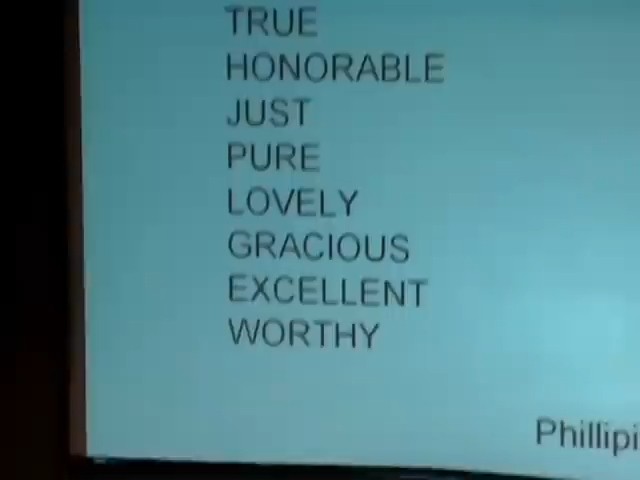 TRUE
HONORABLE
JUST
PURE
LOVELY
GRACIOUS
EXCELLENT
WORTHY
Phillipi